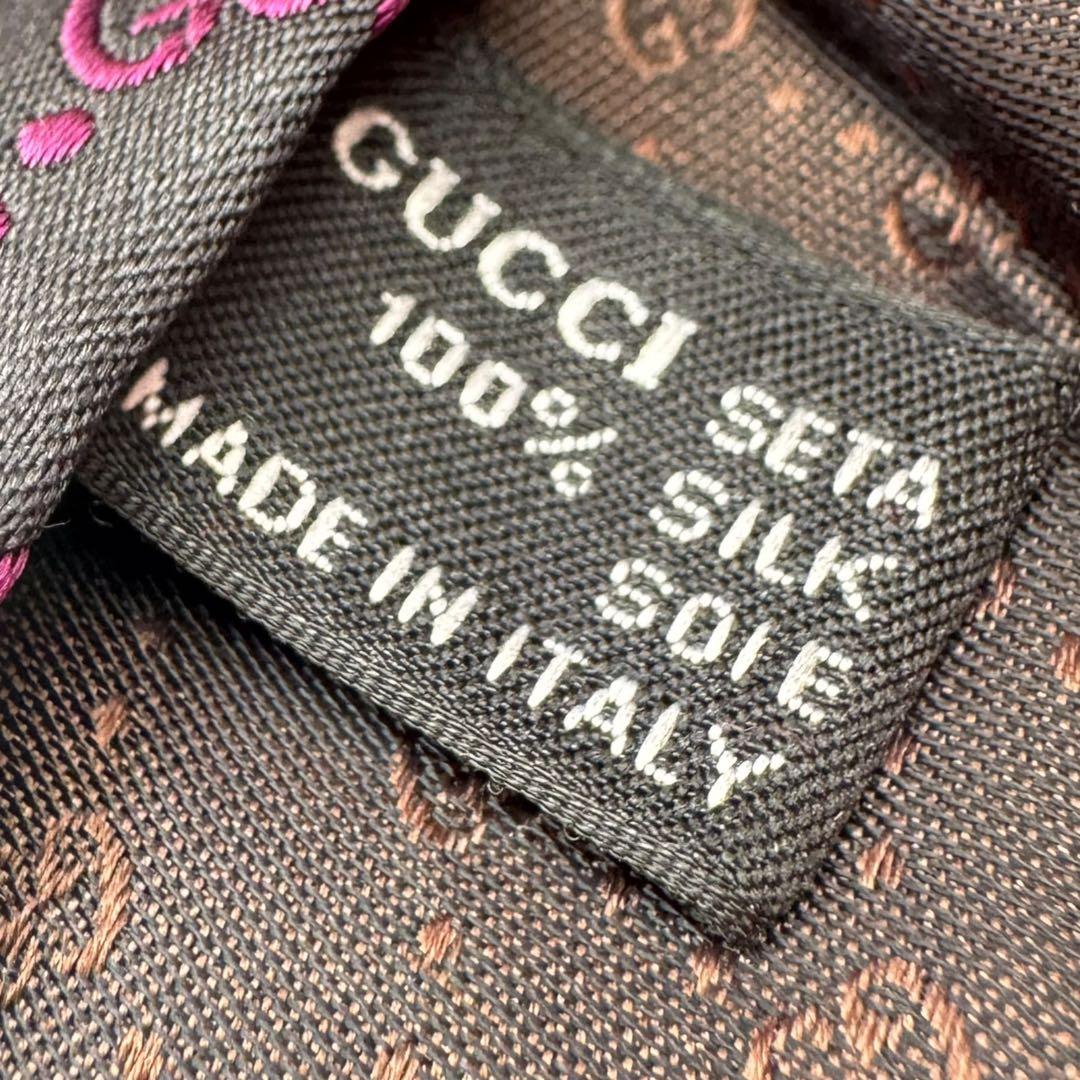 GUCCI
100% SETA
SILK
SOIE
MADE IN ITALY